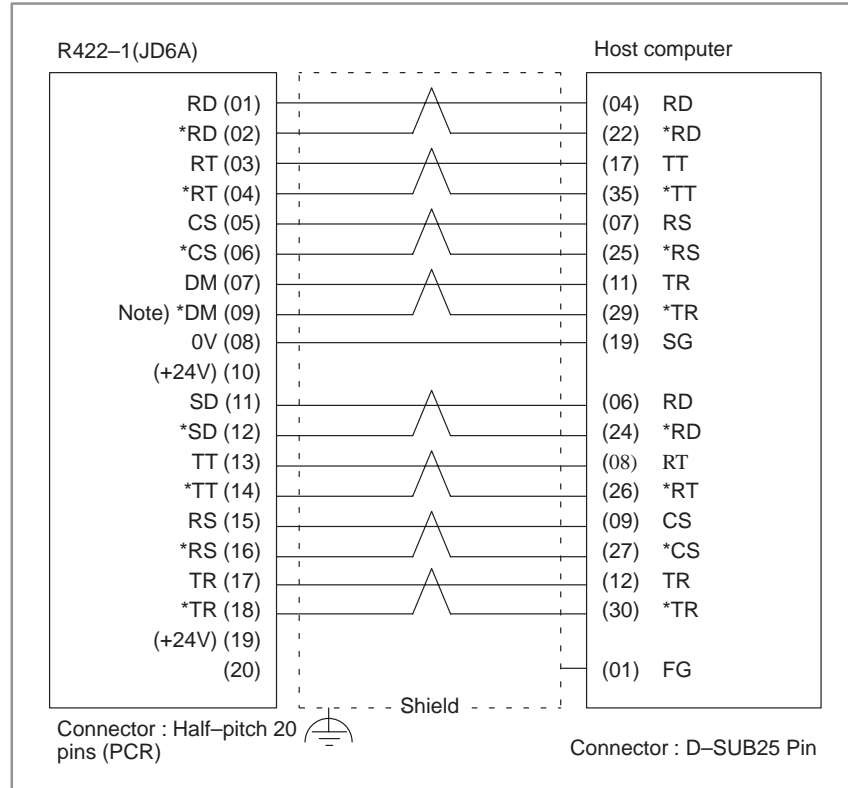 R422–1(JD6A) Host computer
RD (01) (04) RD
*RD (02) (22) *RD
RT (03) (17) TT
*RT (04) (35) *TT
CS (05) (07) RS
*CS (06) (25) *RS
DM (07) (11) TR
Note) *DM (09) (29) *TR
0V (08) (19) SG
(+24V) (10)
SD (11) (06) RD
*SD (12) (24) *RD
TT (13) (08) RT
*TT (14) (26) *RT
RS (15) (09) CS
*RS (16) (27) *CS
TR (17) (12) TR
*TR (18) (30) *TR
(+24V) (19)
(20) (01) FG
Shield
Connector : Half–pitch 20
pins (PCR)
Connector : D–SUB25 Pin